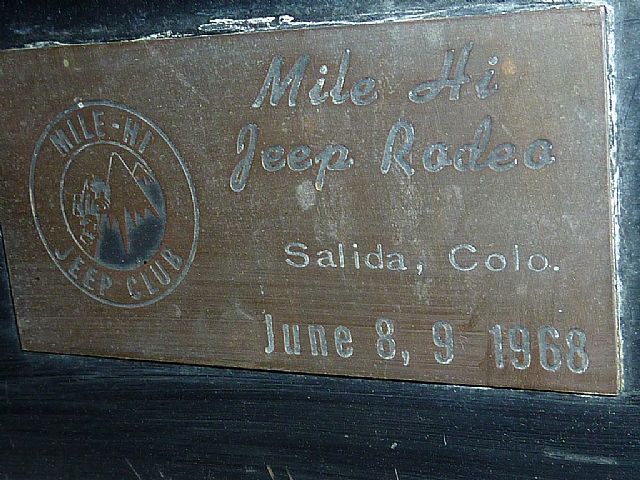 MILE-HI
JEEP CLUB
Mile Hi
Jeep Rodeo
Salida, Colo.
June 8, 9 1968